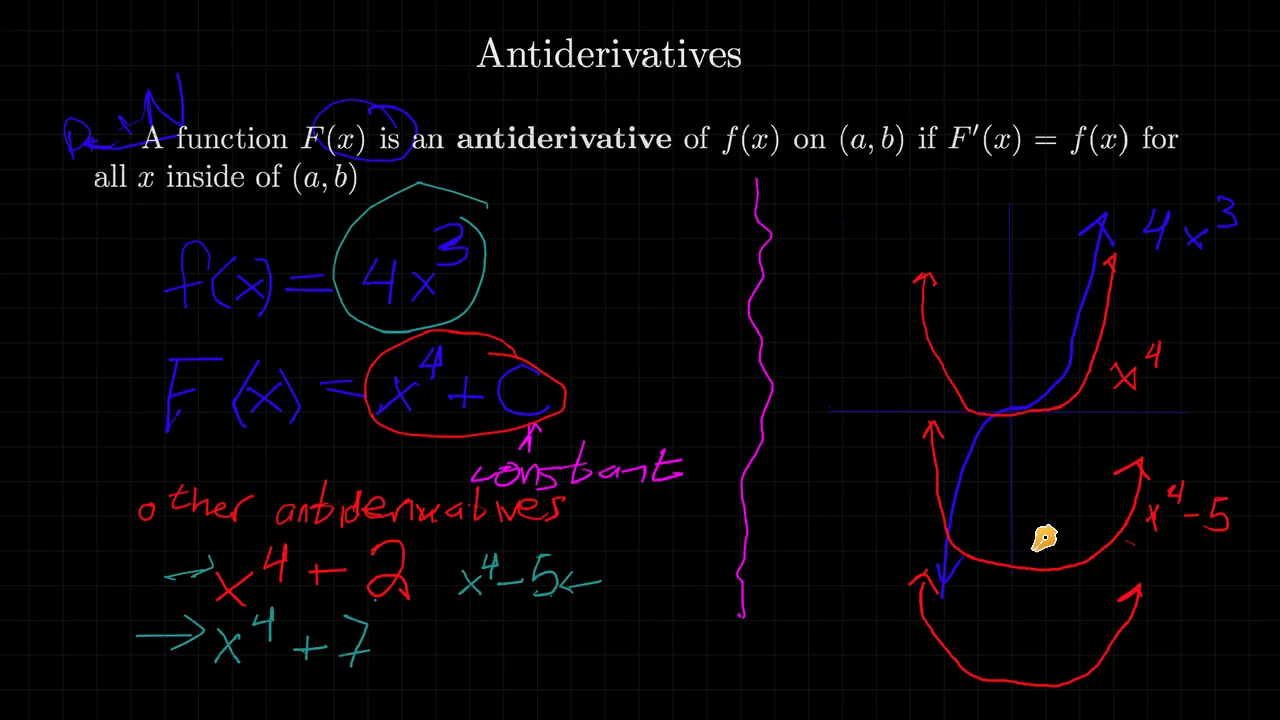 Antiderivatives
A function F(x) is an antiderivative of f(x) on (a, b) if F′(x) = f(x) for
all x inside of (a, b)
f(x) = 4x³
F(x) = x⁴ + C
constant
other antiderivatives
→ x⁴ + 2 x⁴ - 5 ←
→ x⁴ + 7
4x³
x⁴
x⁴ - 5